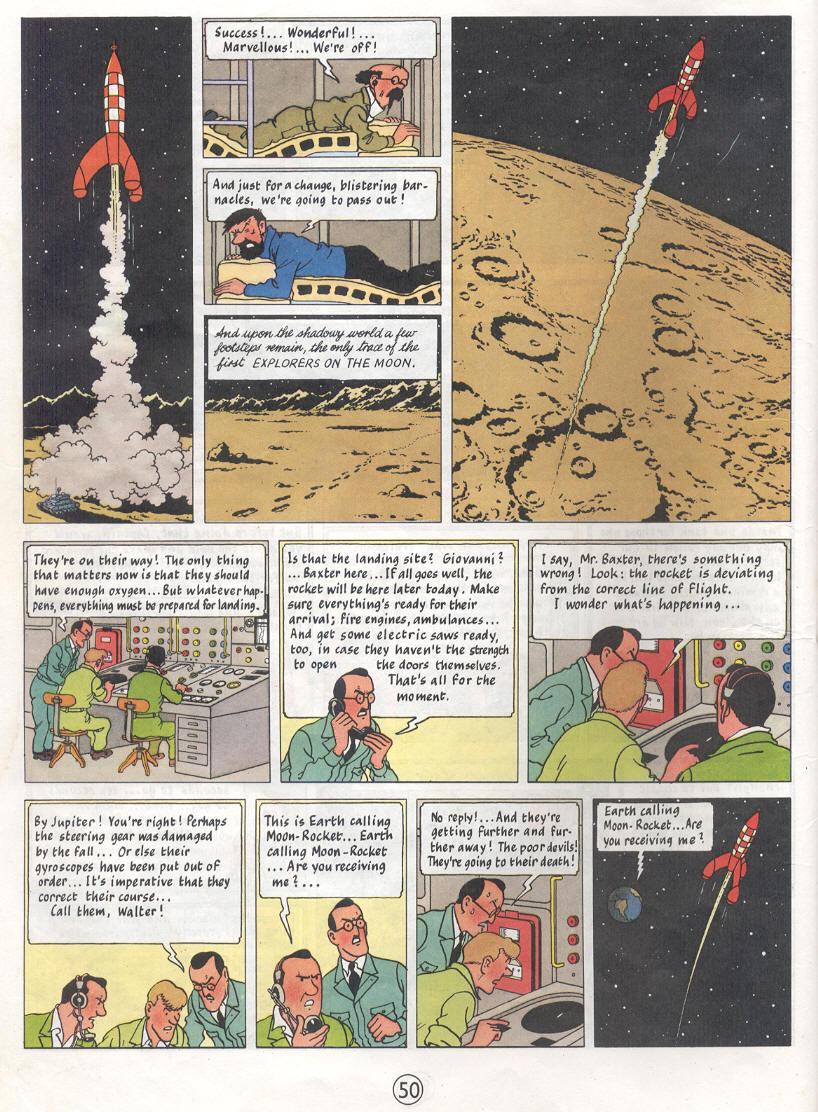 Success!... Wonderful!...
Marvellous!... We're off!
And just for a change, blistering bar-
nacles, we're going to pass out!
And upon the shadowy world a few
footsteps remain, the only trace of the
first EXPLORERS ON THE MOON.
They're on their way! The only thing
that matters now is that they should
have enough oxygen... But whatever hap-
pens, everything must be prepared for landing.
Is that the landing site? Giovanni?
... Baxter here... If all goes well, the
rocket will be here later today. Make
sure everything's ready for their
arrival; fire engines, ambulances...
And get some electric saws ready,
too, in case they haven't the strength
to open the doors themselves.
That's all for the
moment.
I say, Mr. Baxter, there's something
wrong! Look: the rocket is deviating
from the correct line of flight.
I wonder what's happening...
By Jupiter! You're right! Perhaps
the steering gear was damaged
by the fall... Or else their
gyroscopes have been put out of
order... It's imperative that they
correct their course...
Call them, Walter!
This is Earth calling
Moon-Rocket... Earth
calling Moon-Rocket
... Are you receiving
me?...
No reply!... And they're
getting further and fur-
ther away! The poor devils!
They're going to their death!
Earth calling
Moon-Rocket... Are
you receiving me?
50